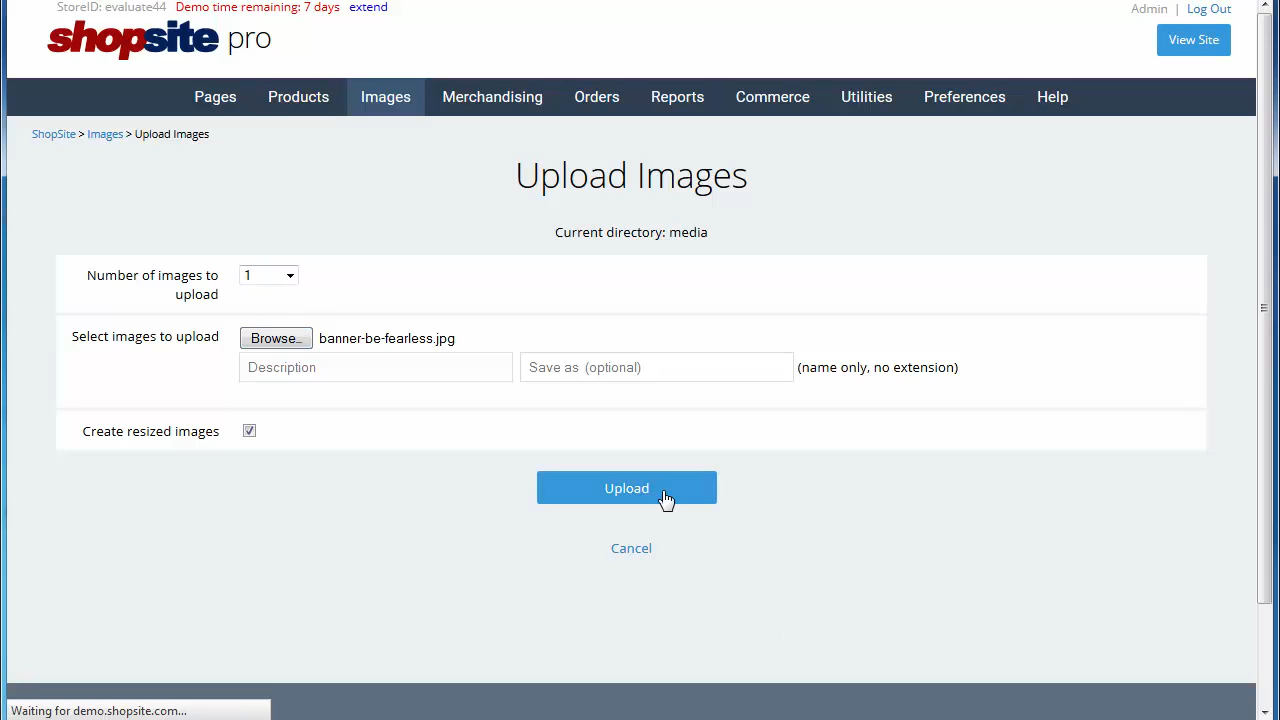 StoreID: evaluate44 Demo time remaining: 7 days extend
Admin | Log Out
shopsite pro
View Site
Pages Products Images Merchandising Orders Reports Commerce Utilities Preferences Help
ShopSite > Images > Upload Images
Upload Images
Current directory: media
Number of images to
upload
1
Select images to upload
Browse... banner-be-fearless.jpg
Description
Save as (optional)
(name only, no extension)
Create resized images
Upload
Cancel
Waiting for demo.shopsite.com...